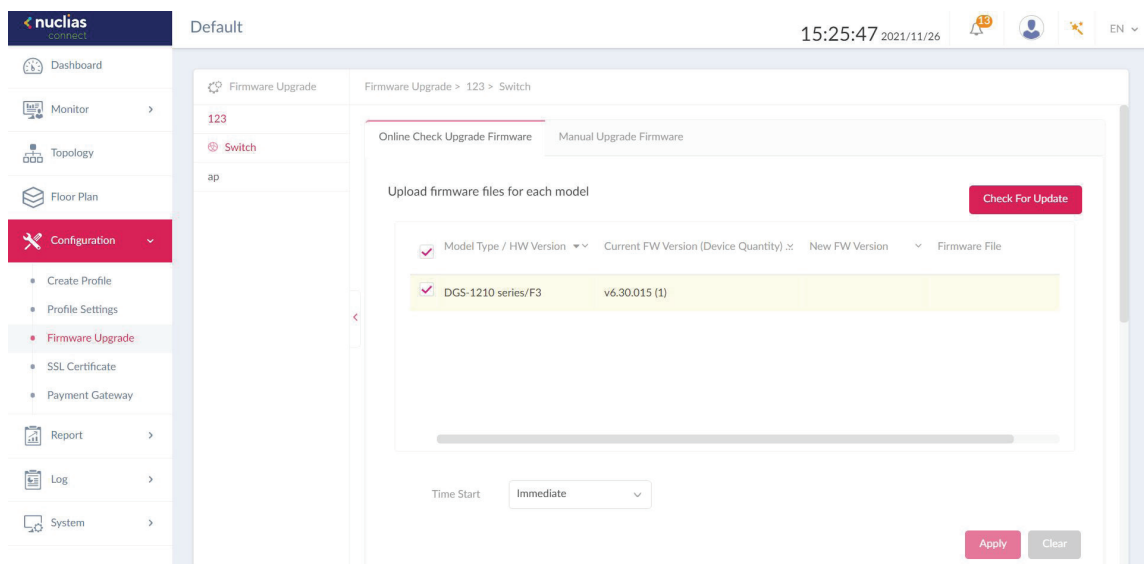 nuclias
connect
Default
15:25:47 2021/11/26
13
EN
Dashboard
Monitor
Topology
Floor Plan
Configuration
Create Profile
Profile Settings
Firmware Upgrade
SSL Certificate
Payment Gateway
Report
Log
System
Firmware Upgrade
123
Switch
ap
Firmware Upgrade > 123 > Switch
Online Check Upgrade Firmware Manual Upgrade Firmware
Upload firmware files for each model
Check For Update
Model Type / HW Version Current FW Version (Device Quantity) New FW Version Firmware File
DGS-1210 series/F3 v6.30.015 (1)
Time Start Immediate
Apply Clear